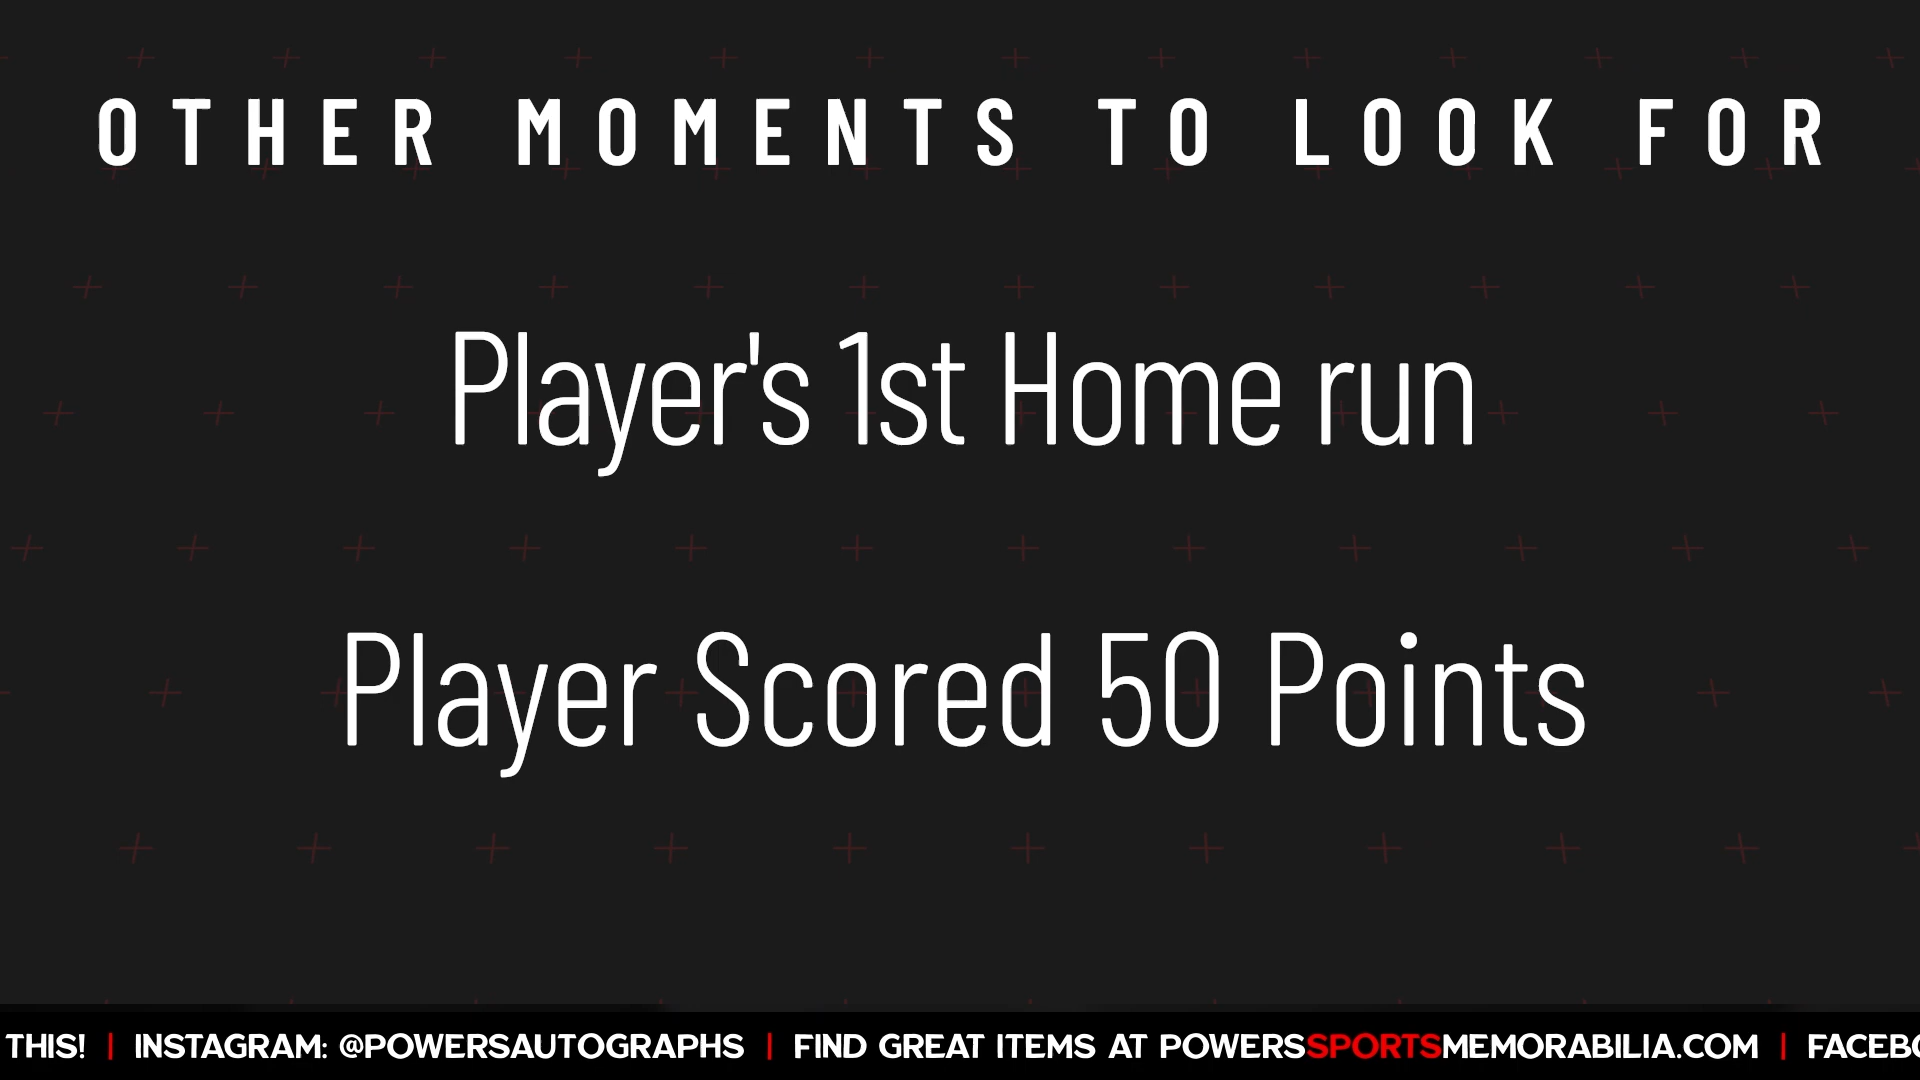 OTHER MOMENTS TO LOOK FOR
Player's 1st Home run
Player Scored 50 Points
THIS! | INSTAGRAM: @POWERSAUTOGRAPHS | FIND GREAT ITEMS AT POWERSSPORTSMEMORABILIA.COM |